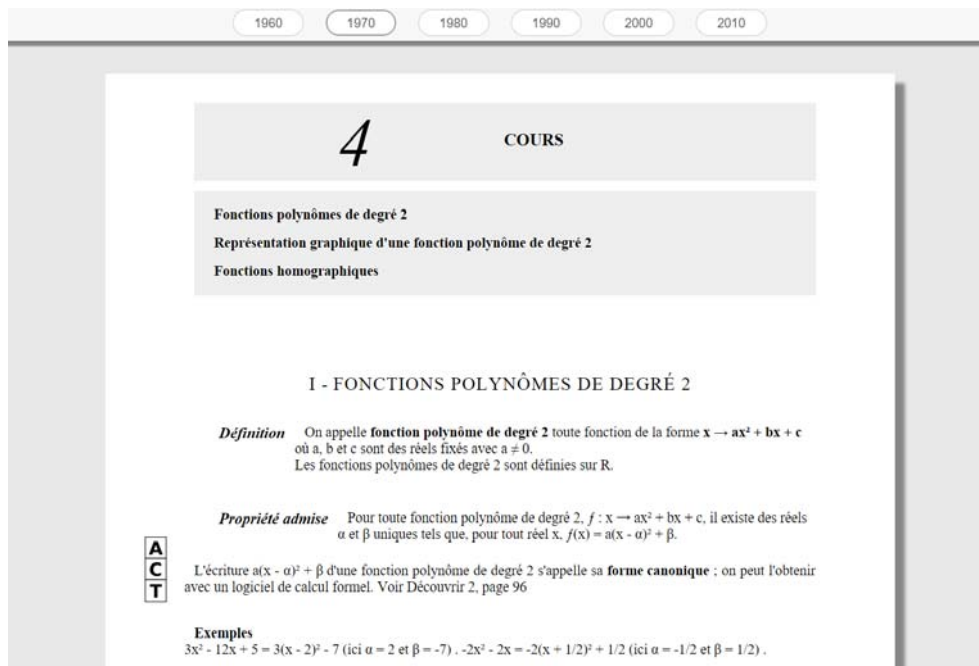 1960 1970 1980 1990 2000 2010
4 COURS
Fonctions polynômes de degré 2
Représentation graphique d'une fonction polynôme de degré 2
Fonctions homographiques
I - FONCTIONS POLYNÔMES DE DEGRÉ 2
Définition On appelle fonction polynôme de degré 2 toute fonction de la forme x → ax² + bx + c
où a, b et c sont des réels fixés avec a ≠ 0.
Les fonctions polynômes de degré 2 sont définies sur R.
Propriété admise Pour toute fonction polynôme de degré 2, f : x → ax² + bx + c, il existe des réels
α et β uniques tels que, pour tout réel x, f(x) = a(x - α)² + β.
A
C
T
L'écriture a(x - α)² + β d'une fonction polynôme de degré 2 s'appelle sa forme canonique ; on peut l'obtenir
avec un logiciel de calcul formel. Voir Découvrir 2, page 96
Exemples
3x² - 12x + 5 = 3(x - 2)² - 7 (ici α = 2 et β = -7) . -2x² - 2x = -2(x + 1/2)² + 1/2 (ici α = -1/2 et β = 1/2) .